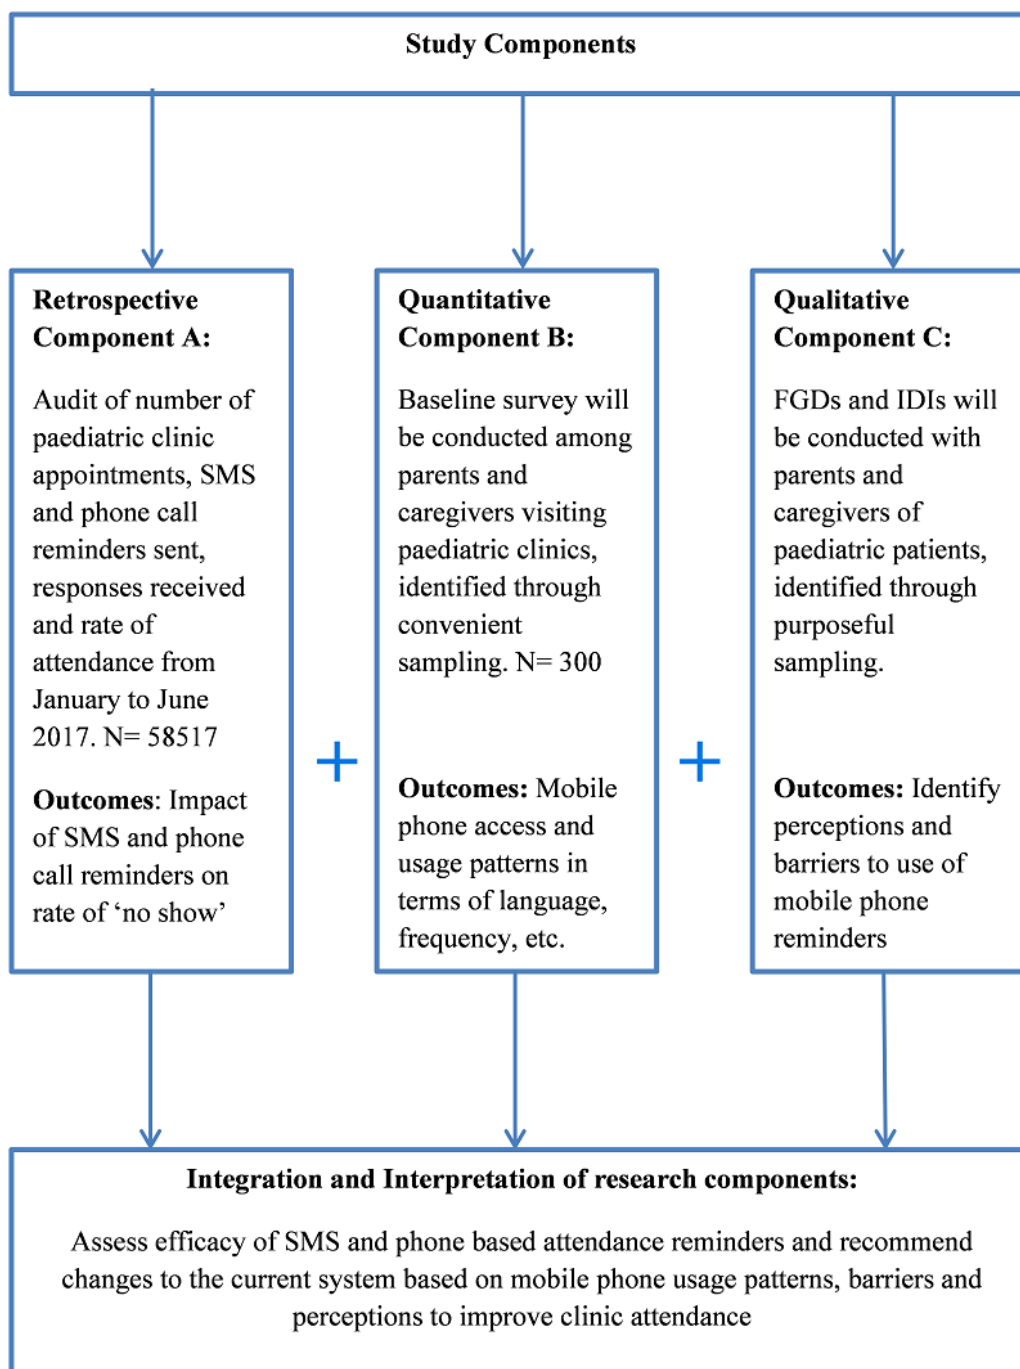 Study Components
Retrospective
Component A:
Audit of number of
paediatric clinic
appointments, SMS
and phone call
reminders sent,
responses received
and rate of
attendance from
January to June
2017. N= 58517
Outcomes: Impact
of SMS and phone
call reminders on
rate of ‘no show’
+
Quantitative
Component B:
Baseline survey will
be conducted among
parents and
caregivers visiting
paediatric clinics,
identified through
convenient
sampling. N= 300
Outcomes: Mobile
phone access and
usage patterns in
terms of language,
frequency, etc.
+
Qualitative
Component C:
FGDs and IDIs will
be conducted with
parents and
caregivers of
paediatric patients,
identified through
purposeful
sampling.
Outcomes: Identify
perceptions and
barriers to use of
mobile phone
reminders
Integration and Interpretation of research components:
Assess efficacy of SMS and phone based attendance reminders and recommend
changes to the current system based on mobile phone usage patterns, barriers and
perceptions to improve clinic attendance